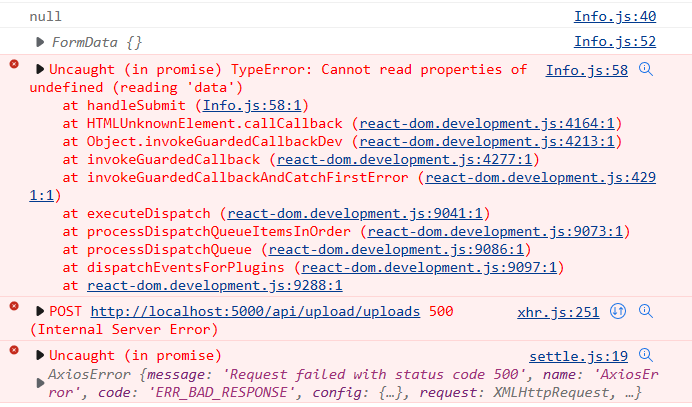 null Info.js:40
FormData {} Info.js:52
Uncaught (in promise) TypeError: Cannot read properties of Info.js:58
undefined (reading 'data')
at handleSubmit (Info.js:58:1)
at HTMLUnknownElement.callCallback (react-dom.development.js:4164:1)
at Object.invokeGuardedCallbackDev (react-dom.development.js:4213:1)
at invokeGuardedCallback (react-dom.development.js:4277:1)
at invokeGuardedCallbackAndCatchFirstError (react-dom.development.js:429
1:1)
at executeDispatch (react-dom.development.js:9041:1)
at processDispatchQueueItemsInOrder (react-dom.development.js:9073:1)
at processDispatchQueue (react-dom.development.js:9086:1)
at dispatchEventsForPlugins (react-dom.development.js:9097:1)
at react-dom.development.js:9288:1
POST http://localhost:5000/api/upload/uploads 500 xhr.js:251
(Internal Server Error)
Uncaught (in promise) settle.js:19
AxiosError {message: 'Request failed with status code 500', name: 'AxiosEr
ror', code: 'ERR_BAD_RESPONSE', config: {…}, request: XMLHttpRequest, …}